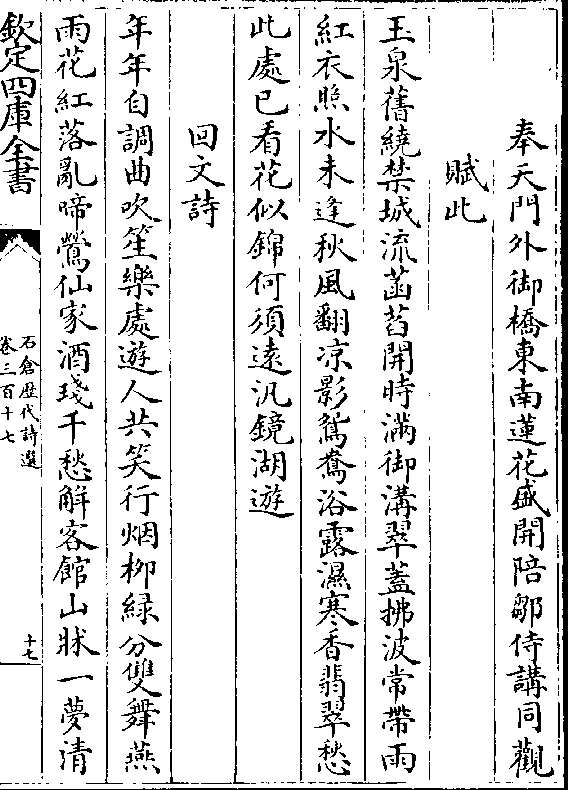 奉天門外御橋東南蓮花盛開陪鄒侍講同觀
賦此
玉泉舊繞禁城流菡萏開時滿御溝翠蓋拂波常帶雨
紅衣照水未逢秋風翻凉影鴛鴦浴露濕寒香翡翠愁
此處已看花似錦何須遠汎鏡湖遊
回文詩
年年自調曲吹笙樂處遊人共笑行烟柳緑分雙舞燕
雨花紅落亂啼鶯仙家酒琖千愁解客館山牀一夢清
欽定四庫全書
石倉歴代詩選
卷三百十七
十七